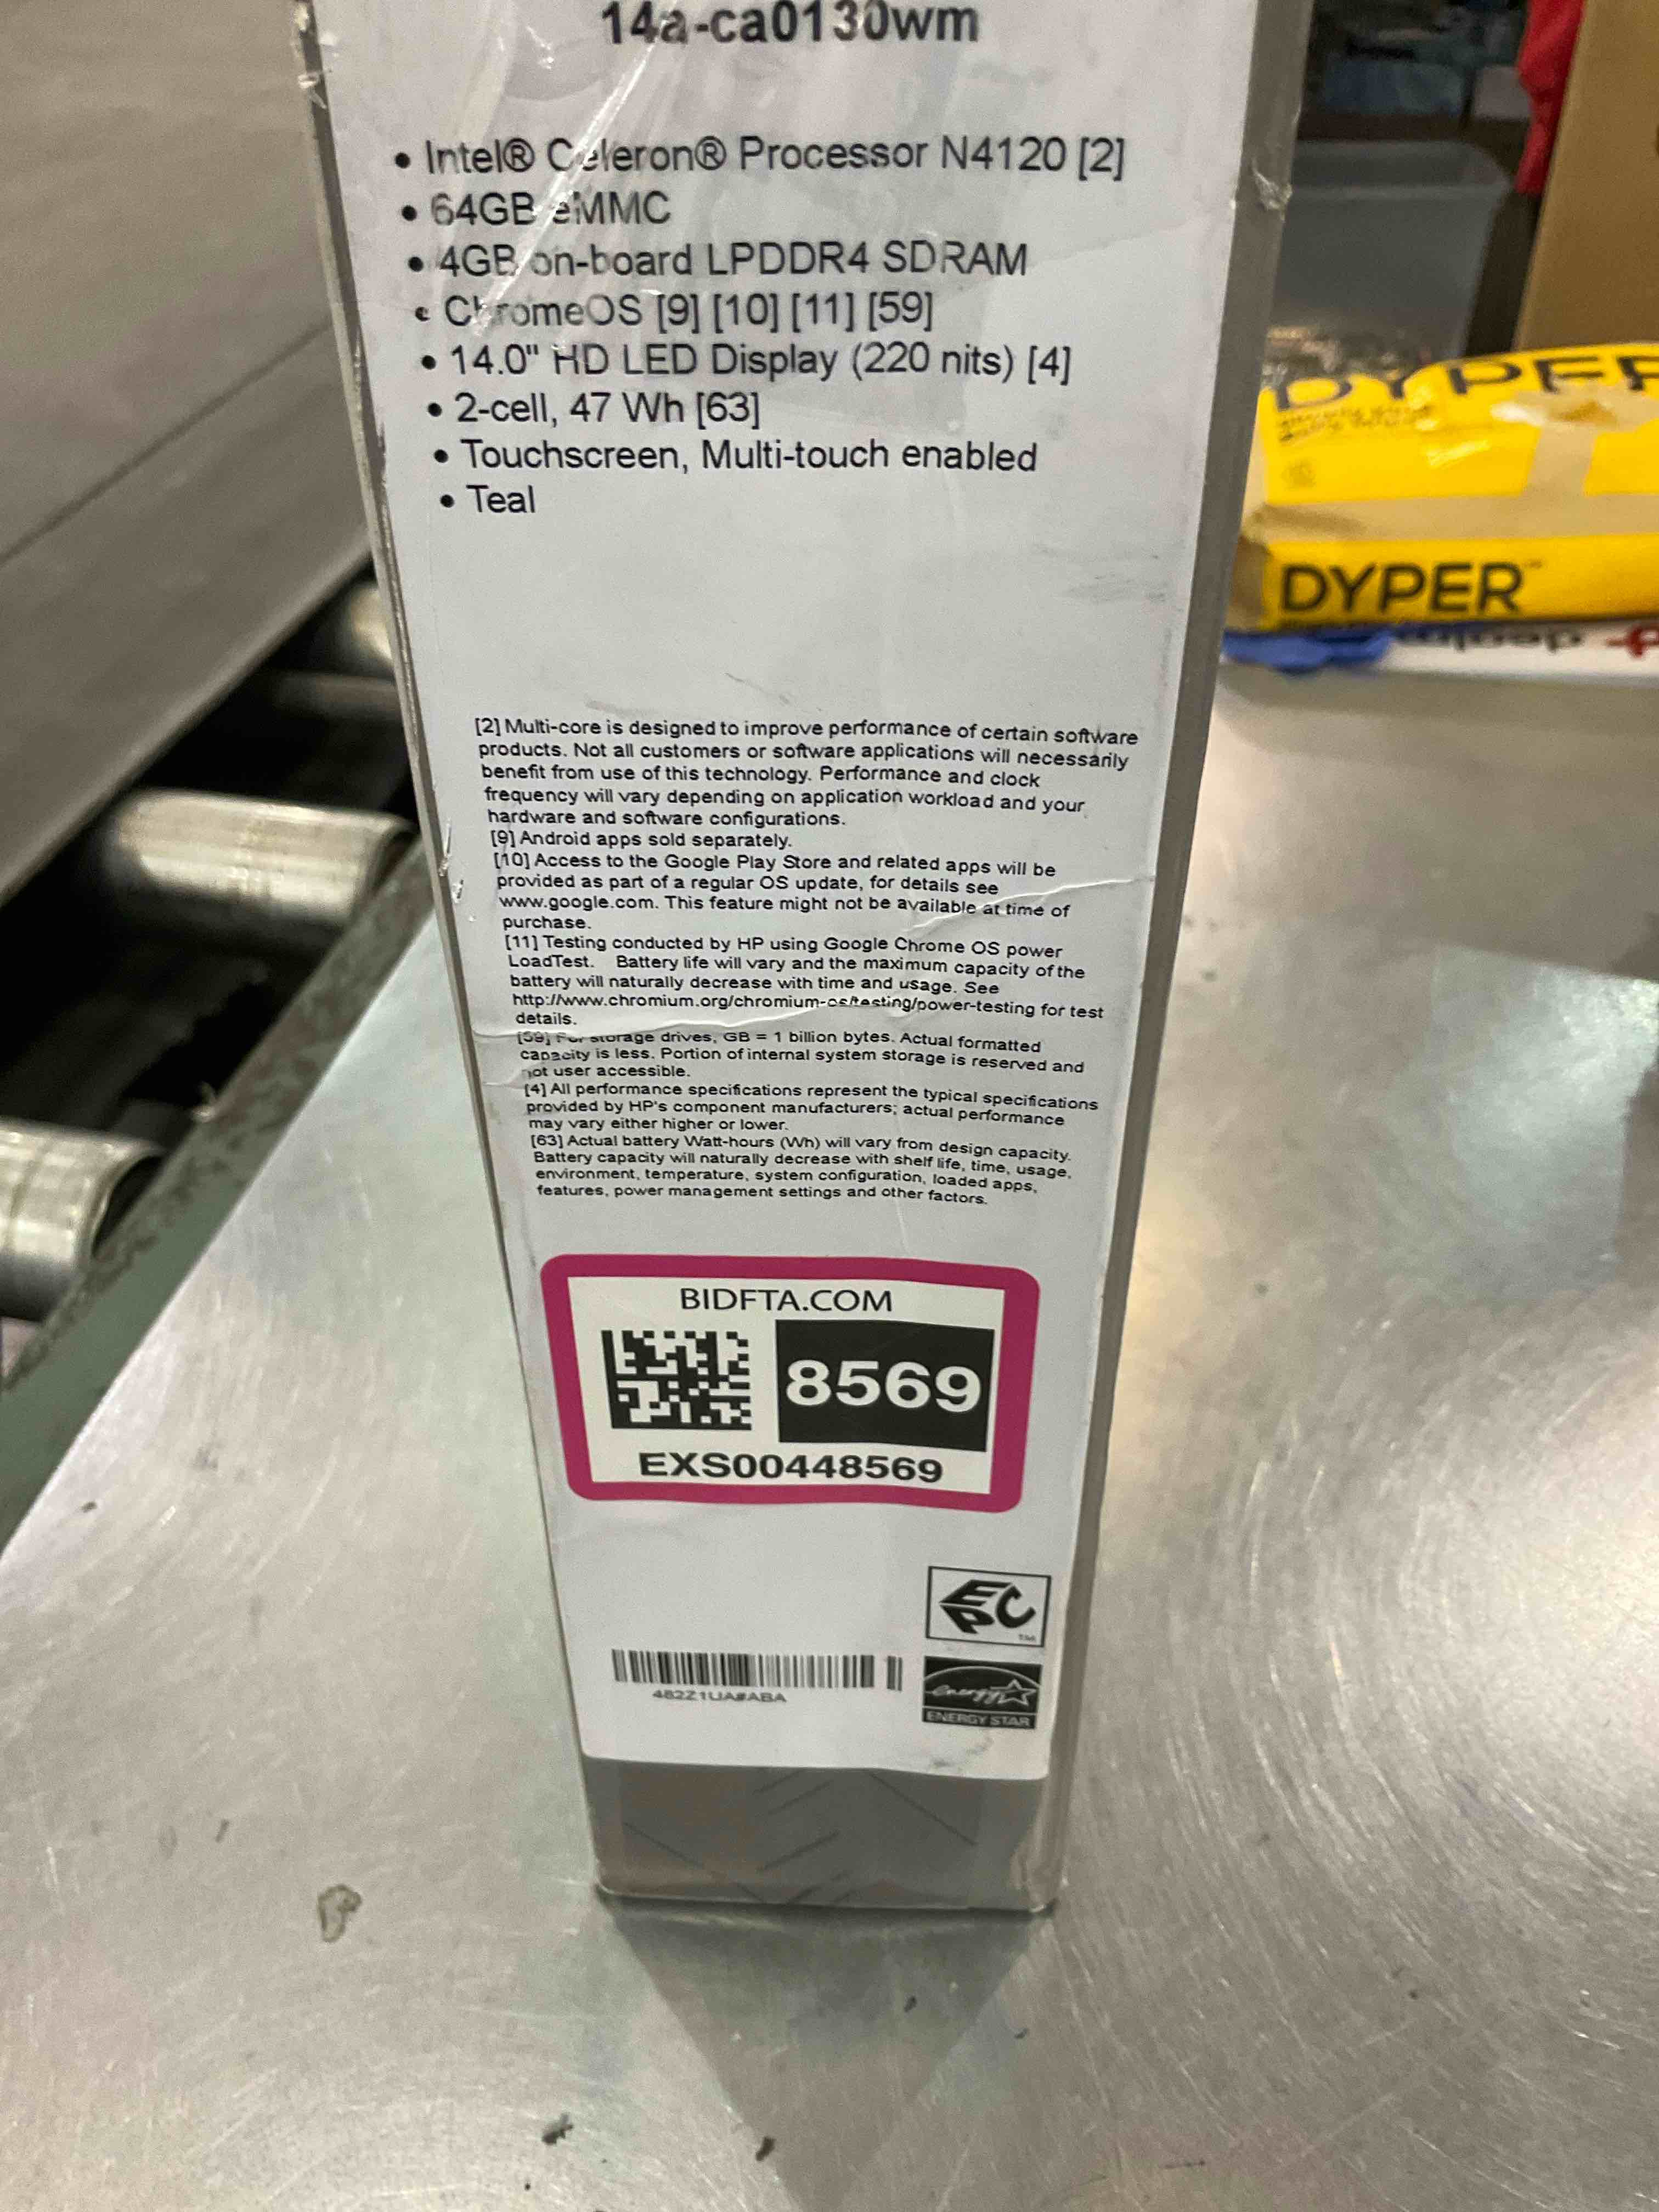 14a-ca0130wm
• Intel® Celeron® Processor N4120 [2]
• 64GB eMMC
• 4GB on-board LPDDR4 SDRAM
• ChromeOS [9] [10] [11] [59]
• 14.0" HD LED Display (220 nits) [4]
• 2-cell, 47 Wh [63]
• Touchscreen, Multi-touch enabled
• Teal
[2] Multi-core is designed to improve performance of certain software
products. Not all customers or software applications will necessarily
benefit from use of this technology. Performance and clock
frequency will vary depending on application workload and your
hardware and software configurations.
[9] Android apps sold separately.
[10] Access to the Google Play Store and related apps will be
provided as part of a regular OS update, for details see
www.google.com. This feature might not be available at time of
purchase.
[11] Testing conducted by HP using Google Chrome OS power
LoadTest. Battery life will vary and the maximum capacity of the
battery will naturally decrease with time and usage. See
http://www.chromium.org/chromium-os/testing/power-testing for test
details.
[59] For storage drives, GB = 1 billion bytes. Actual formatted
capacity is less. Portion of internal system storage is reserved and
not user accessible.
[4] All performance specifications represent the typical specifications
provided by HP's component manufacturers; actual performance
may vary either higher or lower.
[63] Actual battery Watt-hours (Wh) will vary from design capacity.
Battery capacity will naturally decrease with shelf life, time, usage,
environment, temperature, system configuration, loaded apps,
features, power management settings and other factors.
BIDFTA.COM
8569
EXS00448569
EPC
TM
482Z1UA#ABA
energy
ENERGY STAR
DYPER
DYPER™